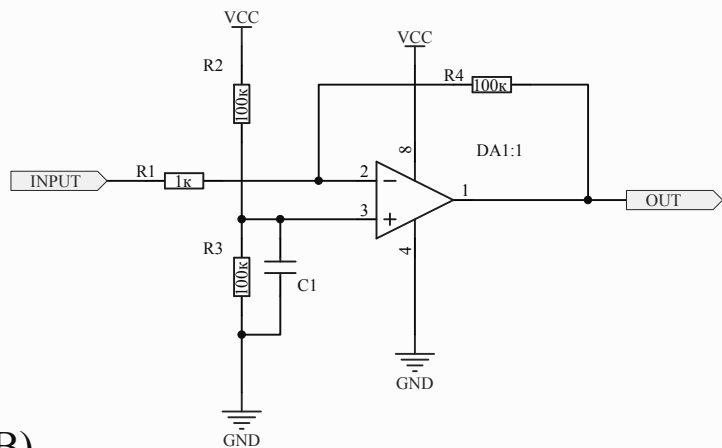 VCC
VCC
R2
R4
100к
100к
8
DA1:1
INPUT
R1
1к
2
−
1
OUT
3
+
R3
100к
C1
4
GND
GND
В)